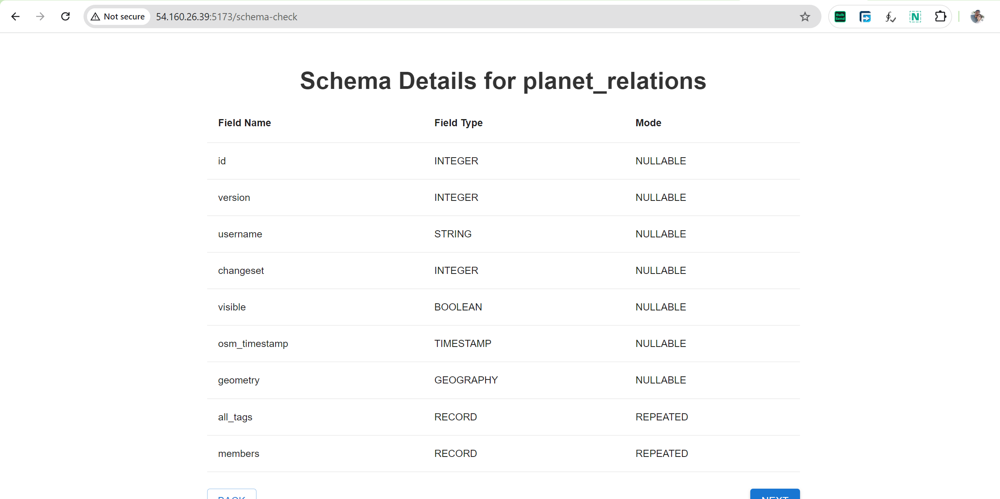 Not secure 54.160.26.39:5173/schema-check Bulk Send N
Schema Details for planet_relations
Field Name Field Type Mode
id INTEGER NULLABLE
version INTEGER NULLABLE
username STRING NULLABLE
changeset INTEGER NULLABLE
visible BOOLEAN NULLABLE
osm_timestamp TIMESTAMP NULLABLE
geometry GEOGRAPHY NULLABLE
all_tags RECORD REPEATED
members RECORD REPEATED
BACK NEXT